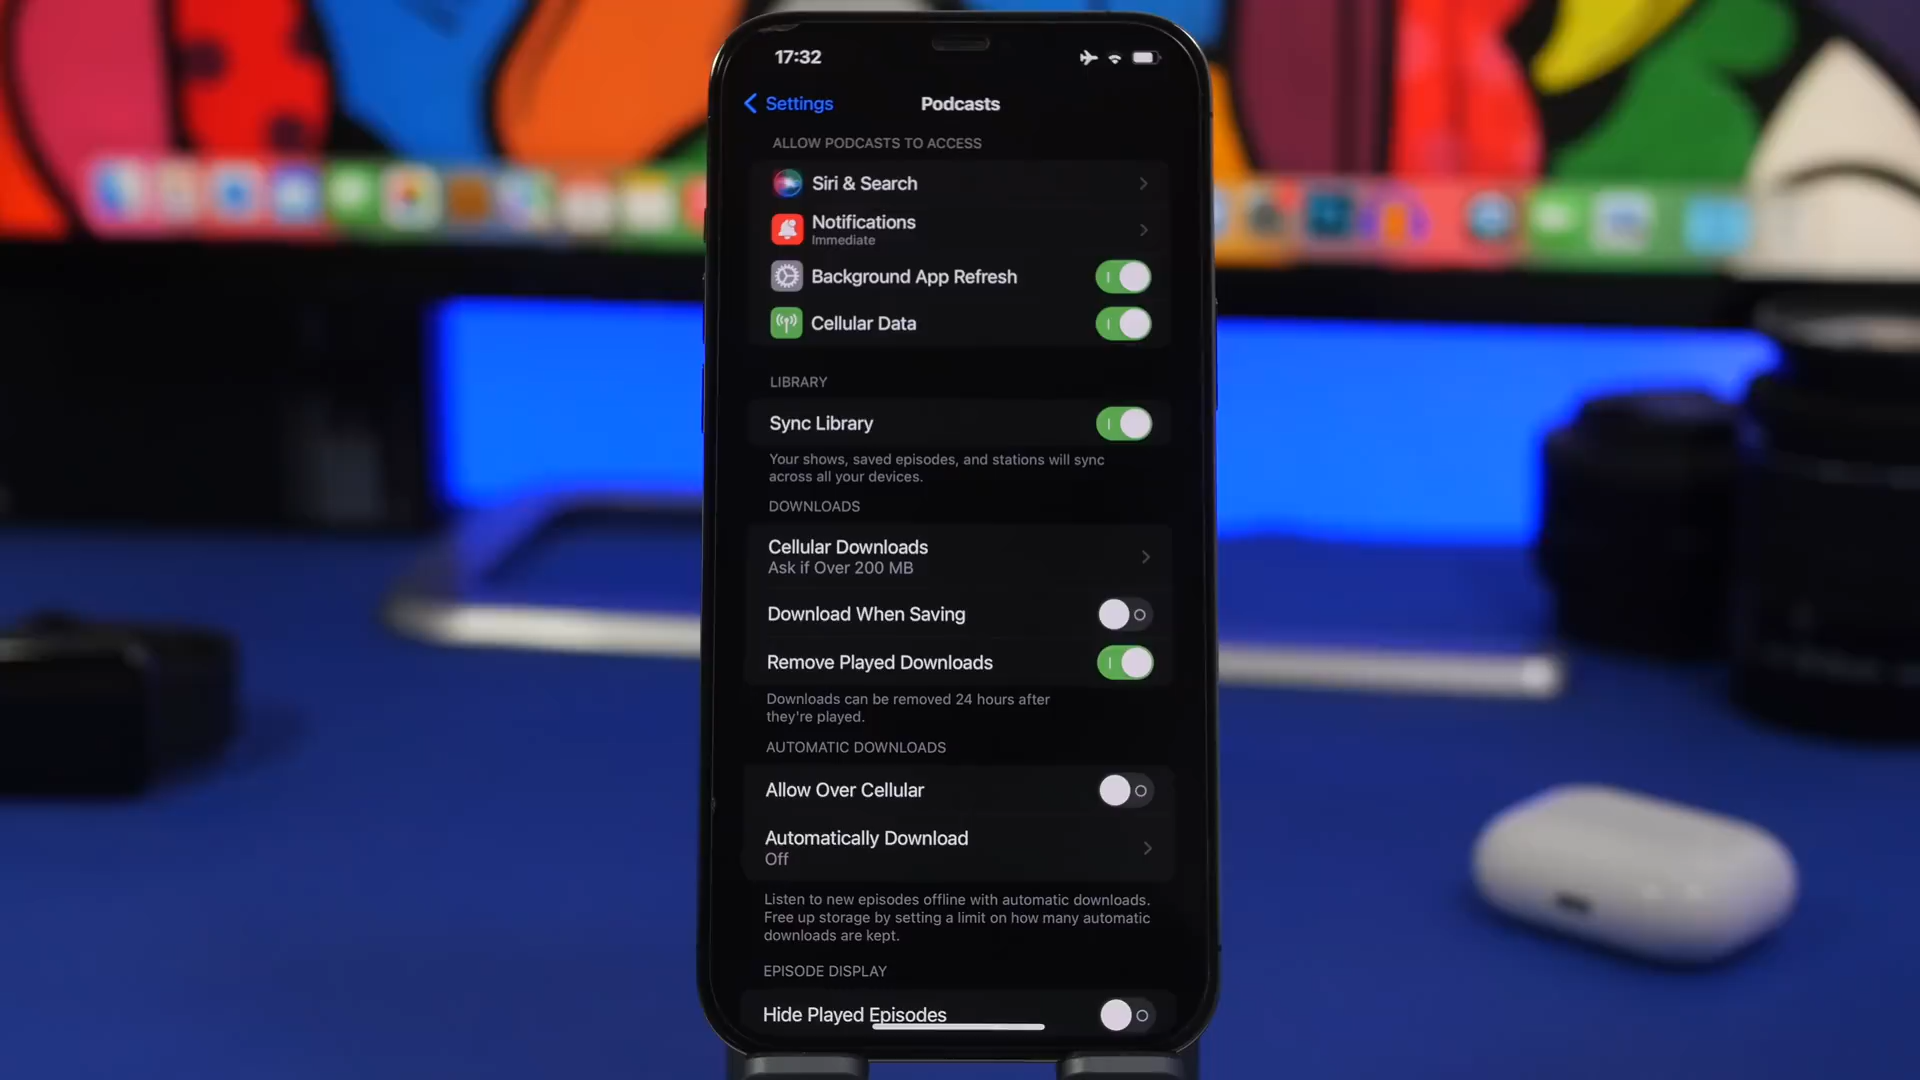 17:32
Settings
Podcasts
ALLOW PODCASTS TO ACCESS
Siri & Search
Notifications
Immediate
Background App Refresh
Cellular Data
LIBRARY
Sync Library
Your shows, saved episodes, and stations will sync
across all your devices.
DOWNLOADS
Cellular Downloads
Ask if Over 200 MB
Download When Saving
Remove Played Downloads
Downloads can be removed 24 hours after
they're played.
AUTOMATIC DOWNLOADS
Allow Over Cellular
Automatically Download
Off
Listen to new episodes offline with automatic downloads.
Free up storage by setting a limit on how many automatic
downloads are kept.
EPISODE DISPLAY
Hide Played Episodes